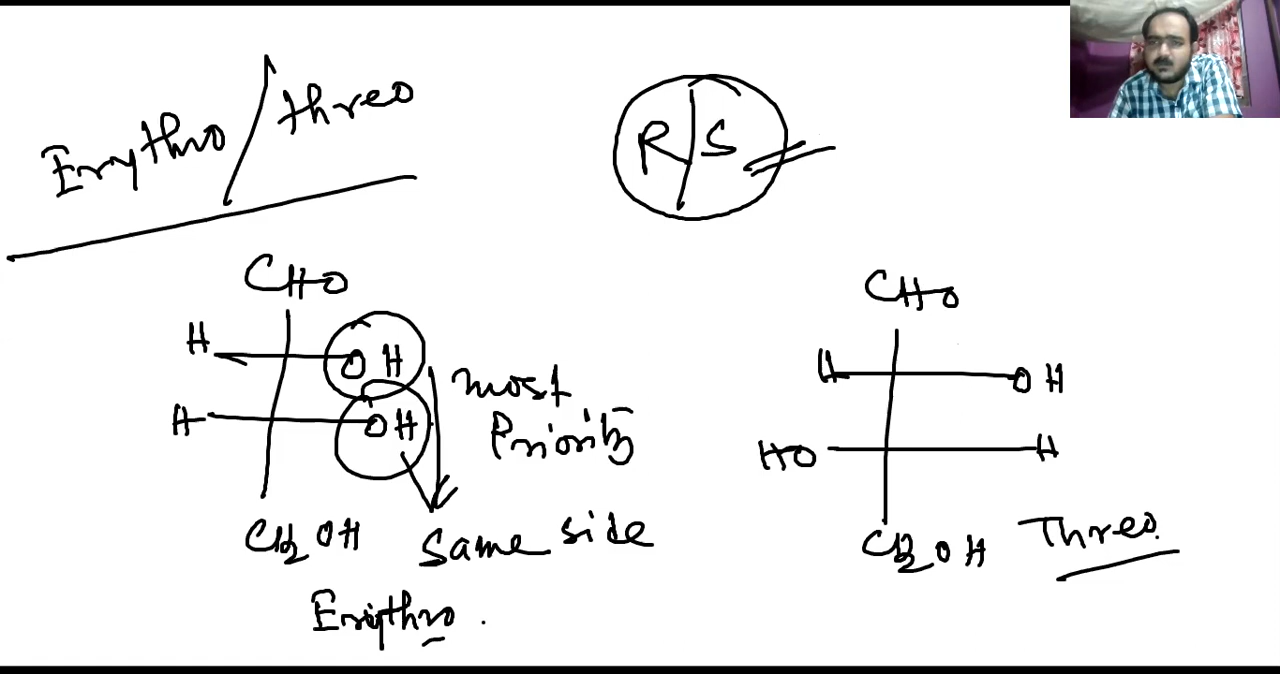 Erythro/threo
R/S
CHO
H OH
H OH
CH2OH
most
Priority
Same side
Erythro.
CHO
H OH
HO H
CH2OH
Threo.